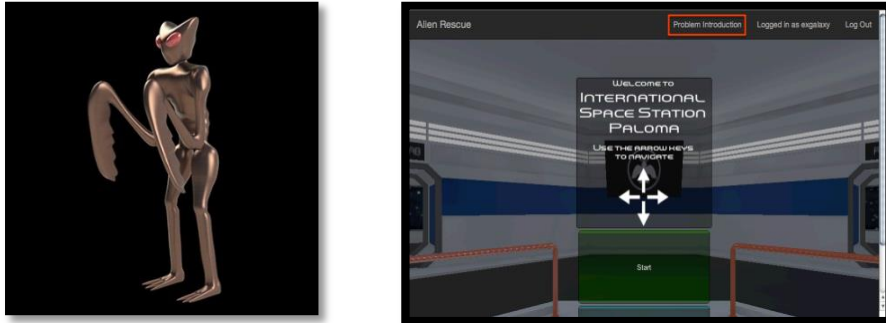 Alien Rescue
Problem Introduction
Logged in as exgalaxy
Log Out
WELCOME TO
INTERNATIONAL
SPACE STATION
PALOMA
USE THE ARROW KEYS
TO NAVIGATE
Start